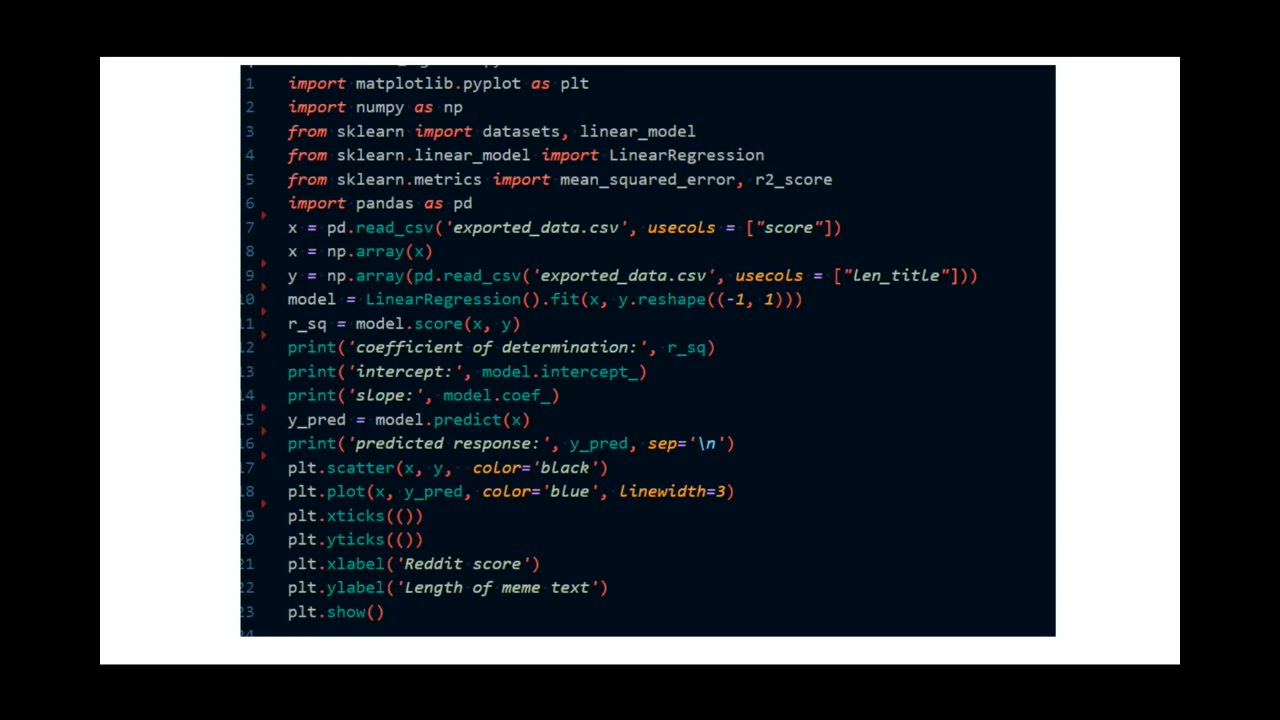 1 import matplotlib.pyplot as plt
2 import numpy as np
3 from sklearn import datasets, linear_model
4 from sklearn.linear_model import LinearRegression
5 from sklearn.metrics import mean_squared_error, r2_score
6 import pandas as pd
7 x = pd.read_csv('exported_data.csv', usecols = ["score"])
8 x = np.array(x)
9 y = np.array(pd.read_csv('exported_data.csv', usecols = ["len_title"]))
10 model = LinearRegression().fit(x, y.reshape((-1, 1)))
11 r_sq = model.score(x, y)
12 print('coefficient of determination:', r_sq)
13 print('intercept:', model.intercept_)
14 print('slope:', model.coef_)
15 y_pred = model.predict(x)
16 print('predicted response:', y_pred, sep='\n')
17 plt.scatter(x, y,  color='black')
18 plt.plot(x, y_pred, color='blue', linewidth=3)
19 plt.xticks(())
20 plt.yticks(())
21 plt.xlabel('Reddit score')
22 plt.ylabel('Length of meme text')
23 plt.show()